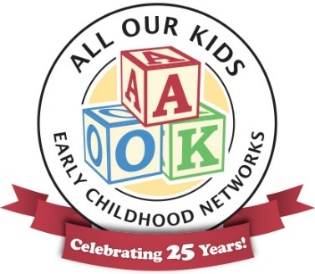 ALL OUR KIDS
A
A A
O O K
EARLY CHILDHOOD NETWORKS
Celebrating 25 Years!